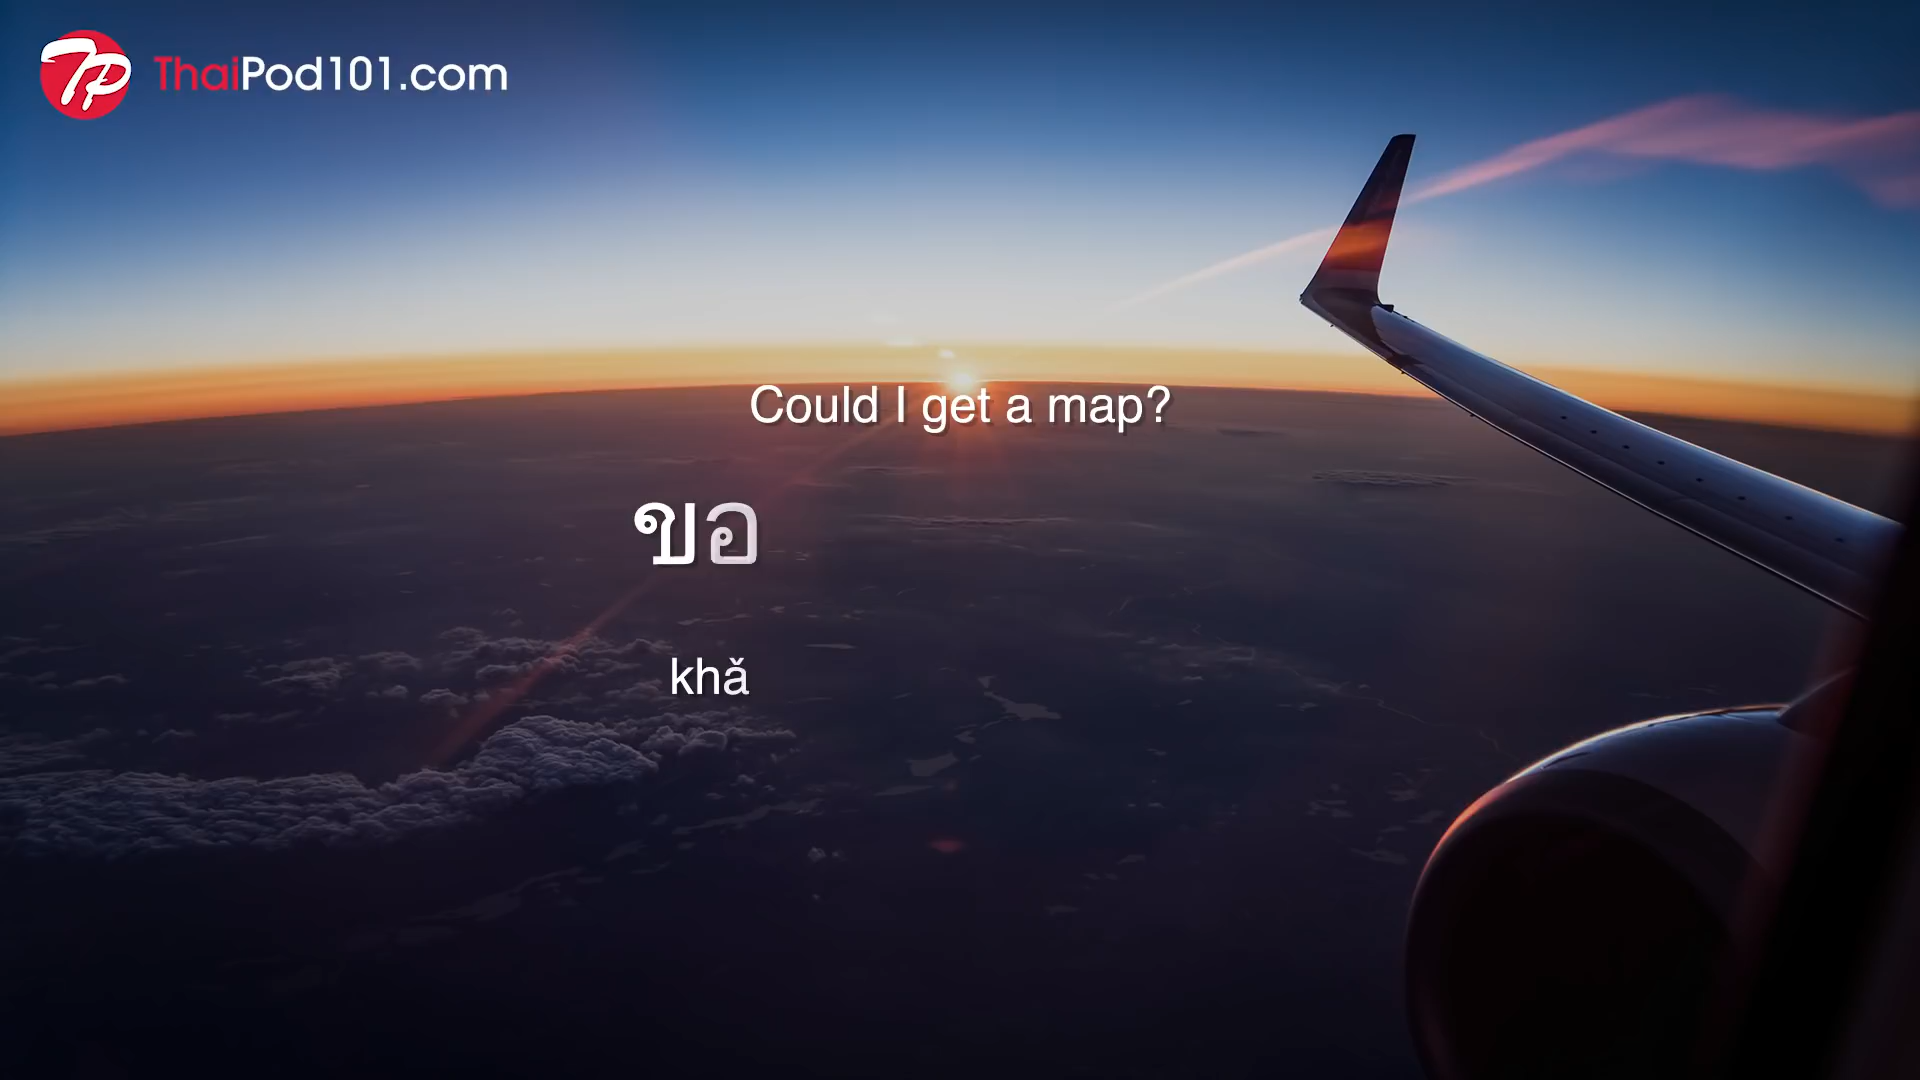 ThaiPod101.com
Could I get a map?
ขอ
khǎ